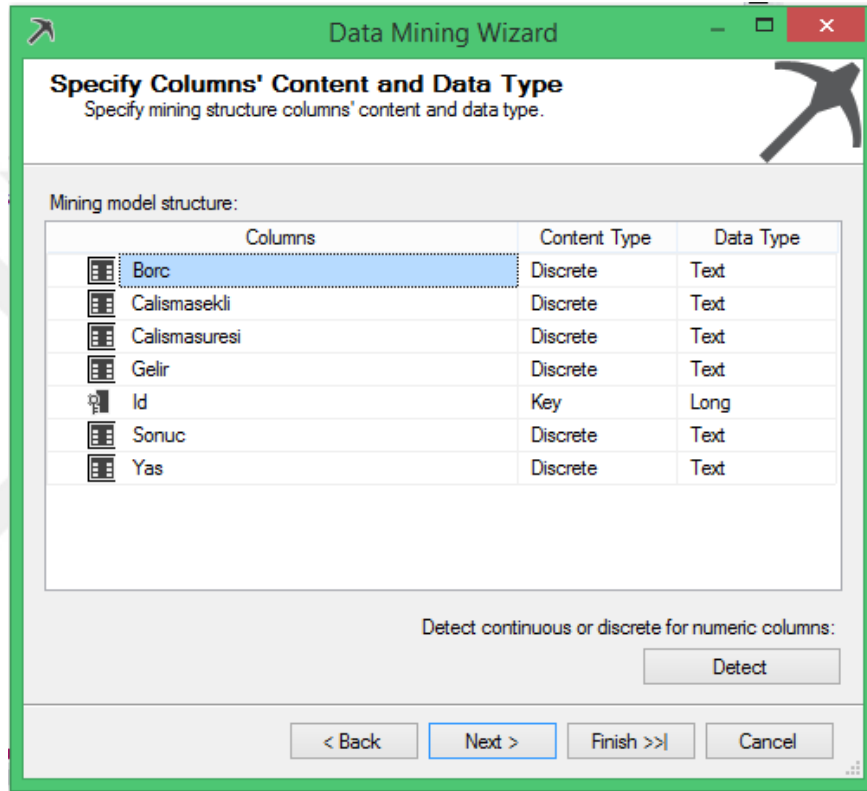 Data Mining Wizard
Specify Columns' Content and Data Type
Specify mining structure columns' content and data type.
Mining model structure:
Columns Content Type Data Type
Borc Discrete Text
Calismasekli Discrete Text
Calismasuresi Discrete Text
Gelir Discrete Text
Id Key Long
Sonuc Discrete Text
Yas Discrete Text
Detect continuous or discrete for numeric columns:
Detect
< Back Next > Finish >>| Cancel